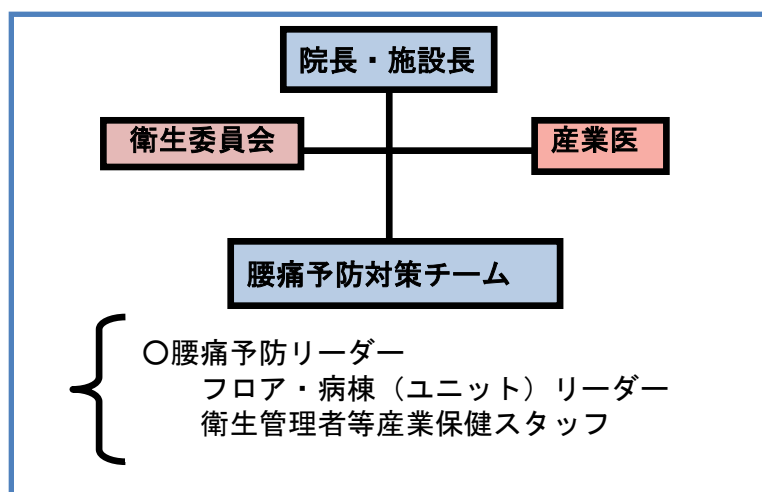 院長・施設長
衛生委員会
産業医
腰痛予防対策チーム
〇腰痛予防リーダー
フロア・病棟（ユニット）リーダー
衛生管理者等産業保健スタッフ